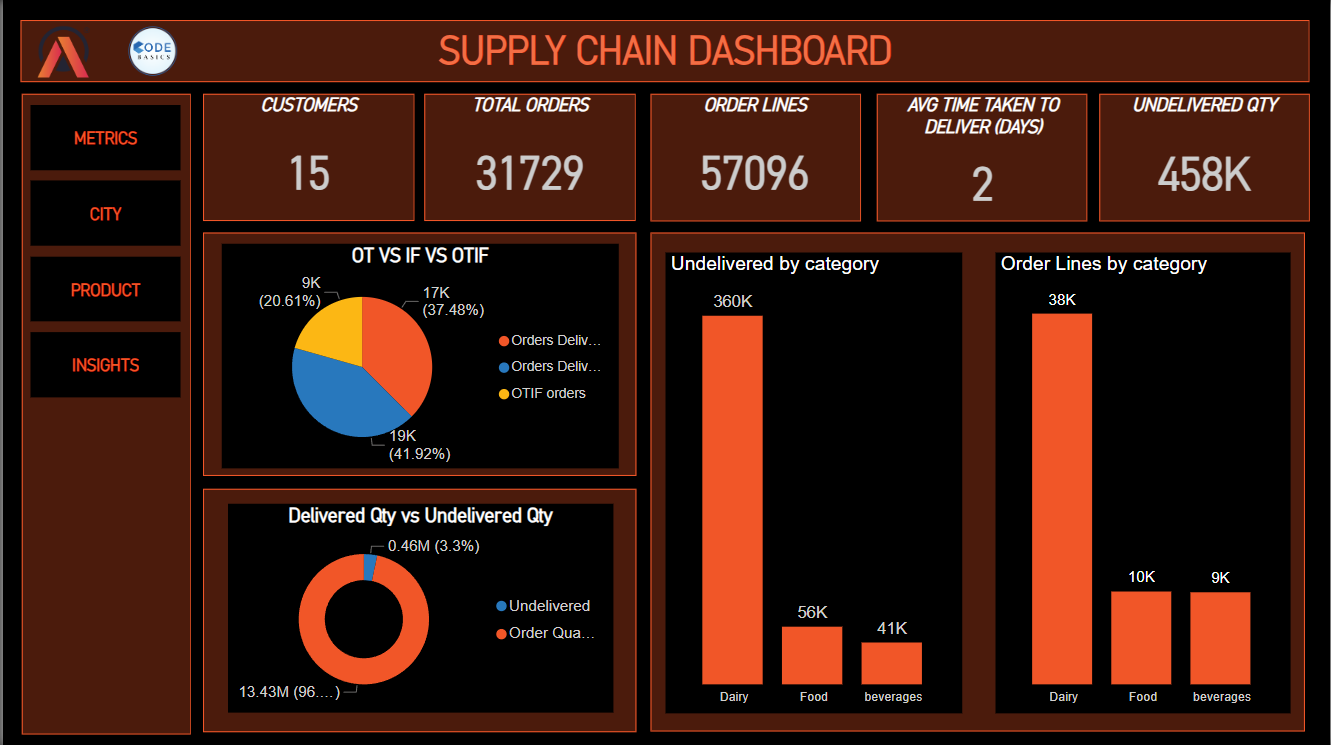 CODE
BASICS
SUPPLY CHAIN DASHBOARD
METRICS
CITY
PRODUCT
INSIGHTS
CUSTOMERS
15
TOTAL ORDERS
31729
ORDER LINES
57096
AVG TIME TAKEN TO
DELIVER (DAYS)
2
UNDELIVERED QTY
458K
OT VS IF VS OTIF
9K
(20.61%)
17K
(37.48%)
19K
(41.92%)
Orders Deliv...
Orders Deliv...
OTIF orders
Delivered Qty vs Undelivered Qty
0.46M (3.3%)
13.43M (96....)
Undelivered
Order Qua...
Undelivered by category
360K
56K
41K
Dairy
Food
beverages
Order Lines by category
38K
10K
9K
Dairy
Food
beverages